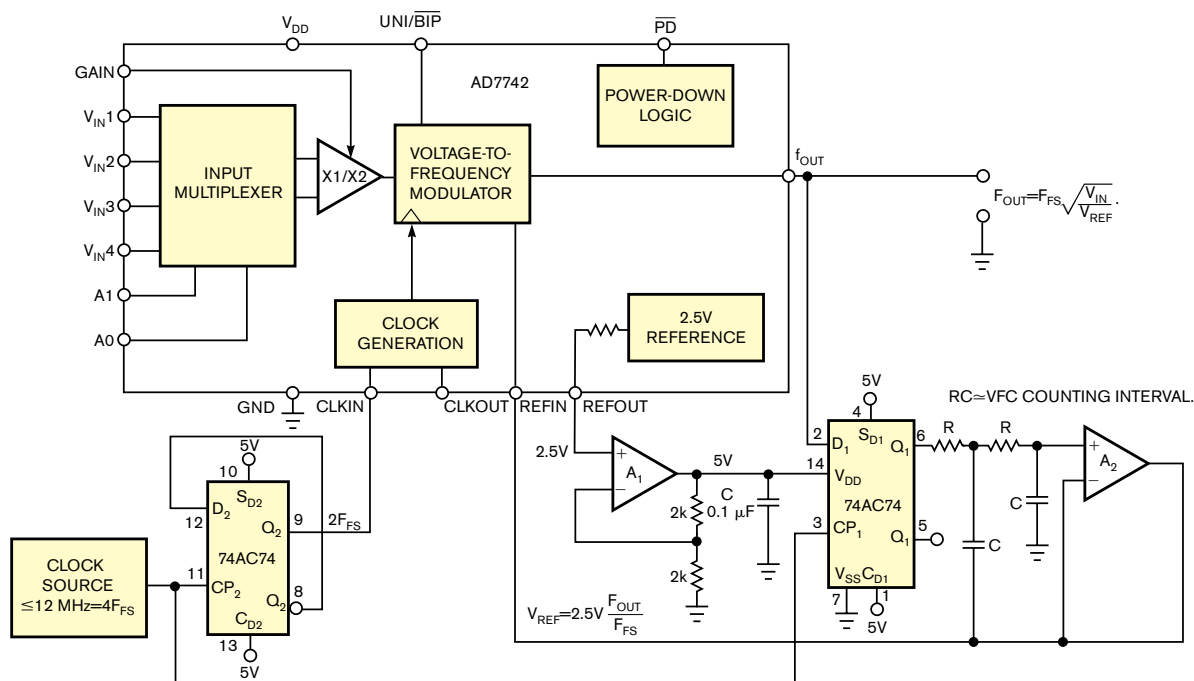 V_DD
UNI/B̅I̅P̅
P̅D̅
GAIN
AD7742
POWER-DOWN
LOGIC
V_IN1
V_IN2
V_IN3
V_IN4
INPUT
MULTIPLEXER
X1/X2
VOLTAGE-TO-
FREQUENCY
MODULATOR
f_OUT
F_OUT=F_FS√(V_IN/V_REF).
A1
A0
CLOCK
GENERATION
2.5V
REFERENCE
GND
CLKIN
CLKOUT
REFIN
REFOUT
5V
RC≃VFC COUNTING INTERVAL.
4
2
D_1
S_D1
Q_1
6
R
R
2.5V
+
−
A_1
5V
14
V_DD
C
0.1 µF
2k
2k
74AC74
3
CP_1
5
Q_1
V_SS
C_D1
7
1
5V
C
C
+
−
A_2
5V
10
S_D2
D_2
12
Q_2
9
2F_FS
74AC74
11
CP_2
8
Q_2
C_D2
13
5V
CLOCK
SOURCE
≤12 MHz=4F_FS
V_REF=2.5V F_OUT/F_FS